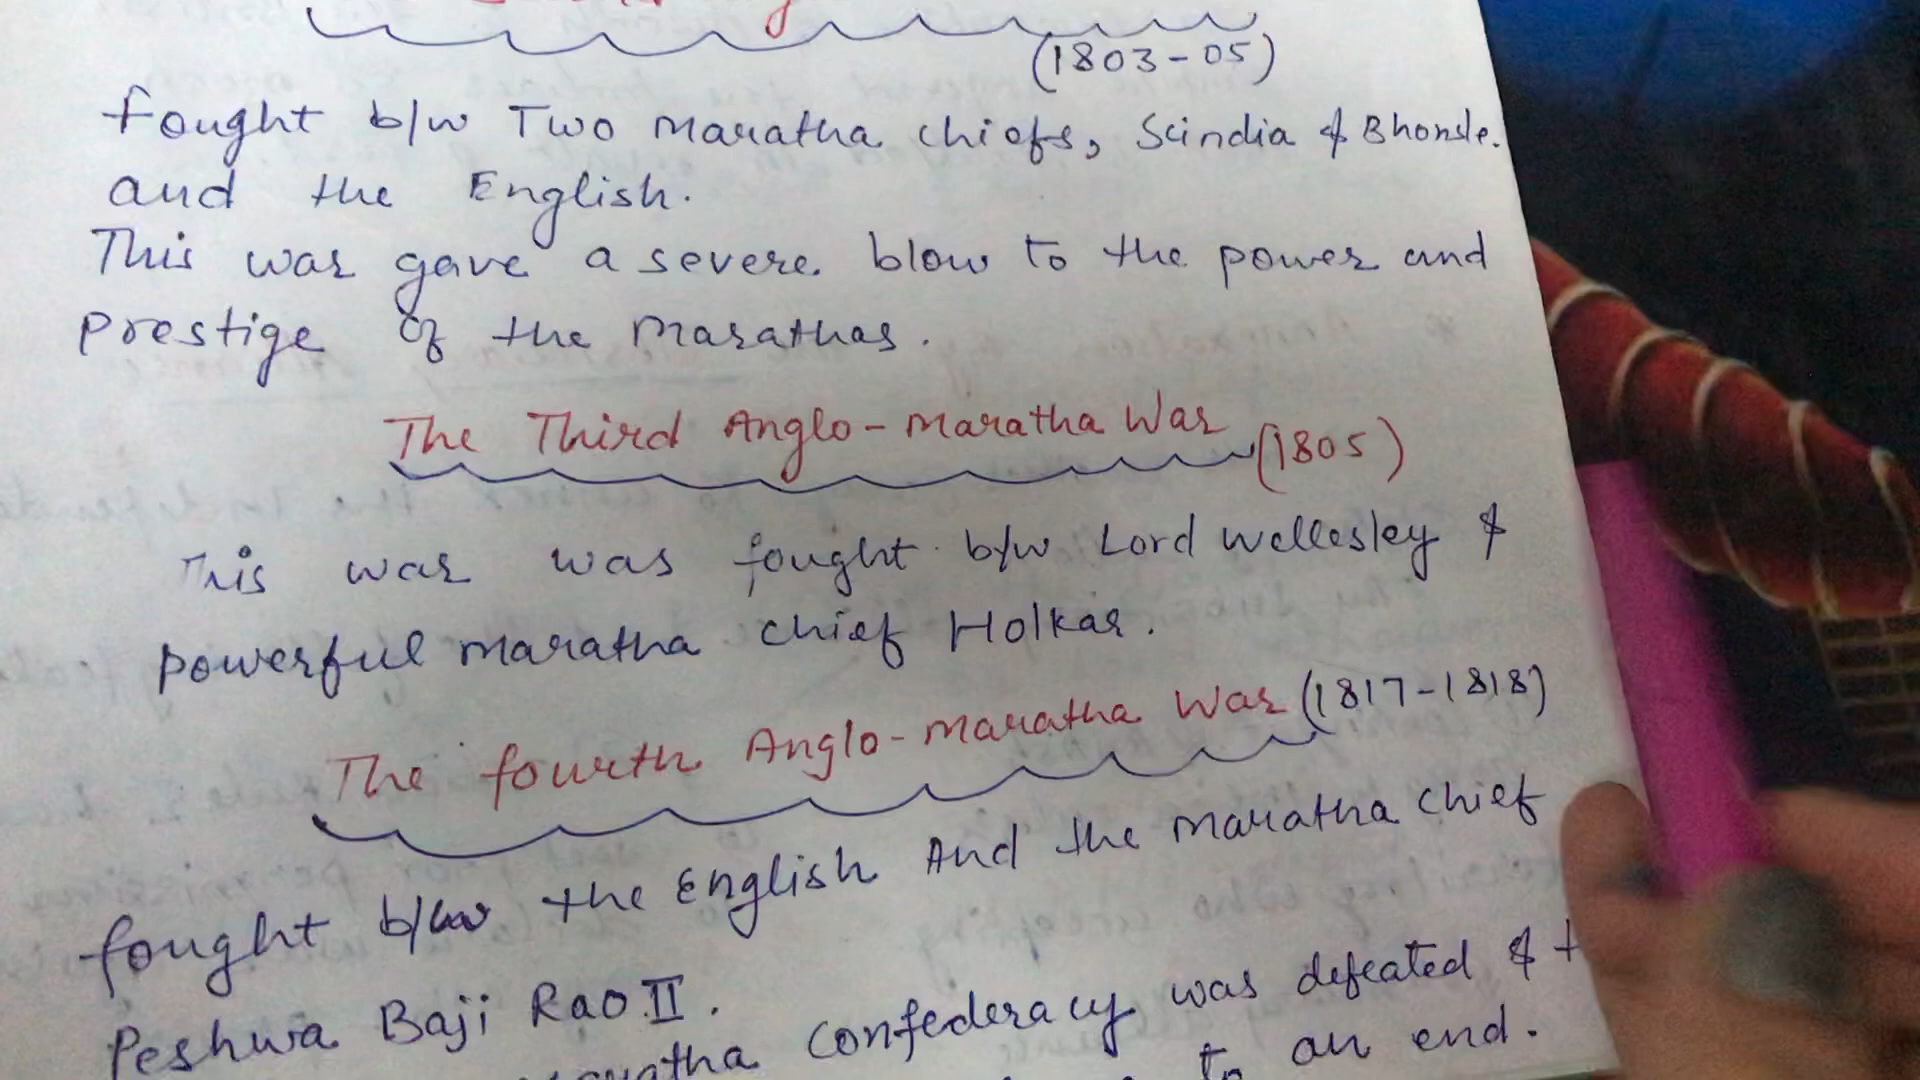 (1803-05)
Fought b/w Two Maratha chiefs, Scindia & Bhonsle.
and the English.
This war gave a severe blow to the power and
Prestige of the Marathas.
The Third Anglo-Maratha War (1805)
This war was fought b/w Lord Wellesley &
powerful Maratha chief Holkar.
The fourth Anglo-Maratha War (1817-1818)
fought b/w the English And the Maratha chief
Peshwa Baji Rao II.
Confederacy was defeated &
to an end.